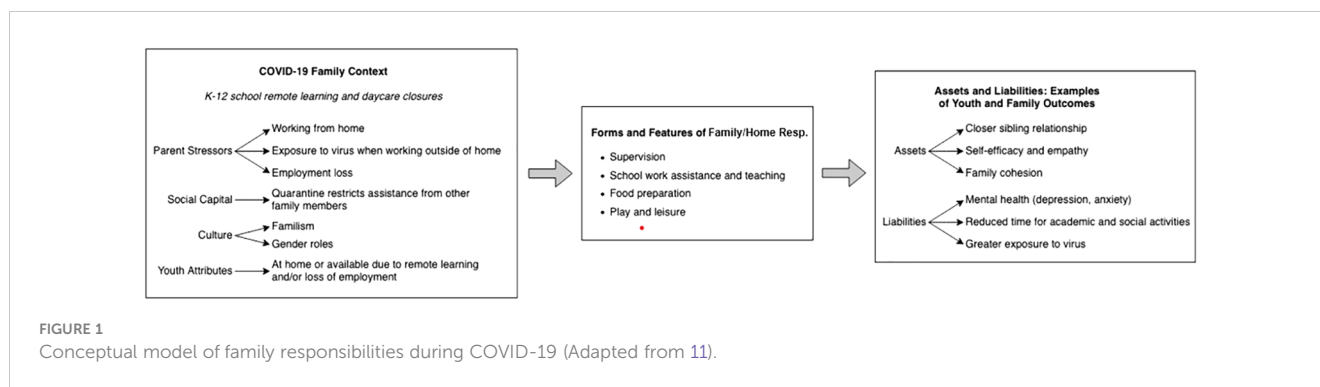 COVID-19 Family Context
K-12 school remote learning and daycare closures
Parent Stressors
Working from home
Exposure to virus when working outside of home
Employment loss
Social Capital
Quarantine restricts assistance from other
family members
Culture
Familism
Gender roles
Youth Attributes
At home or available due to remote learning
and/or loss of employment
Forms and Features of Family/Home Resp.
• Supervision
• School work assistance and teaching
• Food preparation
• Play and leisure
Assets and Liabilities: Examples
of Youth and Family Outcomes
Assets
Closer sibling relationship
Self-efficacy and empathy
Family cohesion
Liabilities
Mental health (depression, anxiety)
Reduced time for academic and social activities
Greater exposure to virus
FIGURE 1
Conceptual model of family responsibilities during COVID-19 (Adapted from 11).